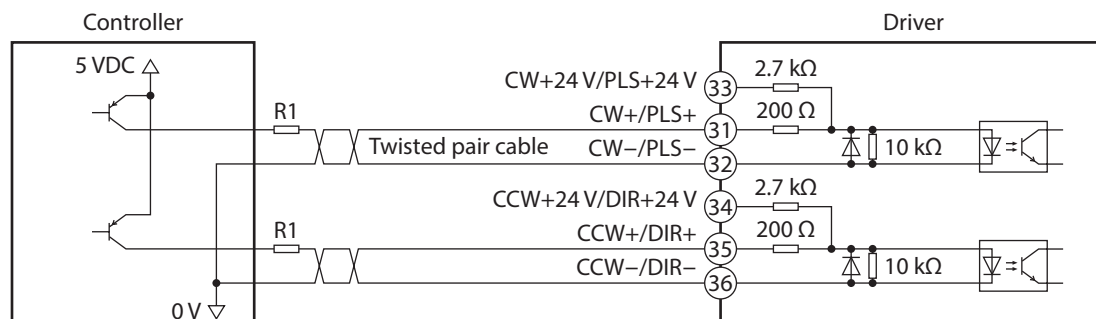 Controller
Driver
5 VDC
CW+24 V/PLS+24 V
33
2.7 kΩ
R1
CW+/PLS+
31
200 Ω
Twisted pair cable
CW−/PLS−
32
10 kΩ
CCW+24 V/DIR+24 V
34
2.7 kΩ
R1
CCW+/DIR+
35
200 Ω
CCW−/DIR−
36
10 kΩ
0 V